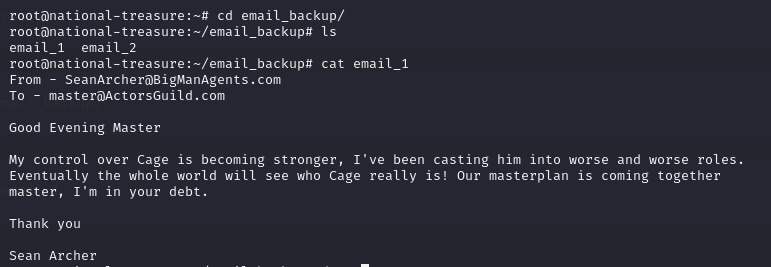 root@national-treasure:~# cd email_backup/
root@national-treasure:~/email_backup# ls
email_1  email_2
root@national-treasure:~/email_backup# cat email_1
From - SeanArcher@BigManAgents.com
To - master@ActorsGuild.com
Good Evening Master
My control over Cage is becoming stronger, I've been casting him into worse and worse roles.
Eventually the whole world will see who Cage really is! Our masterplan is coming together
master, I'm in your debt.
Thank you
Sean Archer